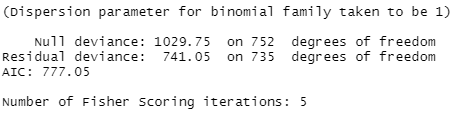 (Dispersion parameter for binomial family taken to be 1)
Null deviance: 1029.75 on 752 degrees of freedom
Residual deviance: 741.05 on 735 degrees of freedom
AIC: 777.05
Number of Fisher Scoring iterations: 5